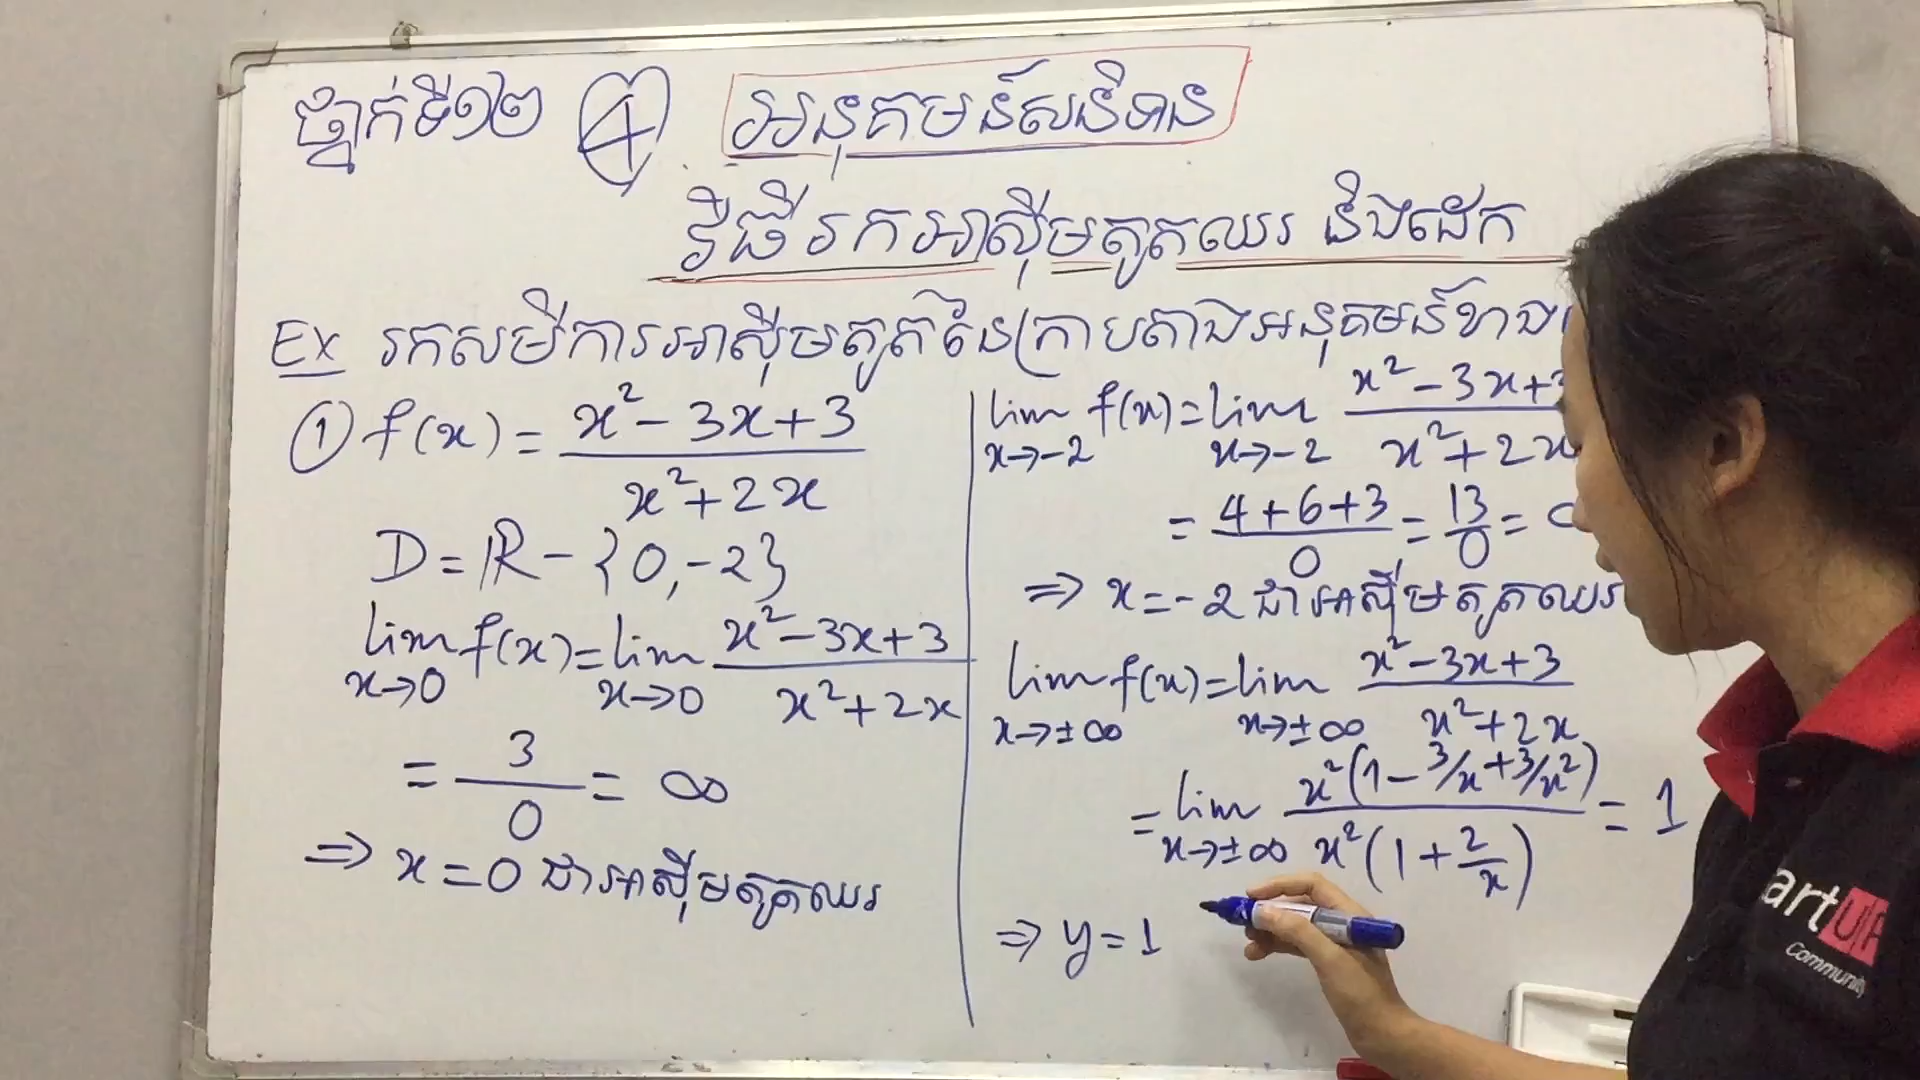 ថ្នាក់ទី១២ ④ អនុគមន៍សនិទាន
វិធីរកអាស៊ីមតូតឈរ និងដេក
Ex រកសមីការអាស៊ីមតូតនៃក្រាបតាងអនុគមន៍ខាង
① f(x) = (x² - 3x + 3)/(x² + 2x)
D = ℝ - {0, -2}
lim x→0 f(x) = lim x→0 (x² - 3x + 3)/(x² + 2x)
= 3/0 = ∞
⇒ x = 0 ជាអាស៊ីមតូតឈរ
lim x→-2 f(x) = lim x→-2 (x² - 3x +)/(x² + 2x)
= (4 + 6 + 3)/0 = 13/0 =
⇒ x = -2 ជាអាស៊ីមតូតឈរ
lim x→±∞ f(x) = lim x→±∞ (x² - 3x + 3)/(x² + 2x)
= lim x→±∞ x²(1 - 3/x + 3/x²)/x²(1 + 2/x) = 1
⇒ y = 1
artUP
Community